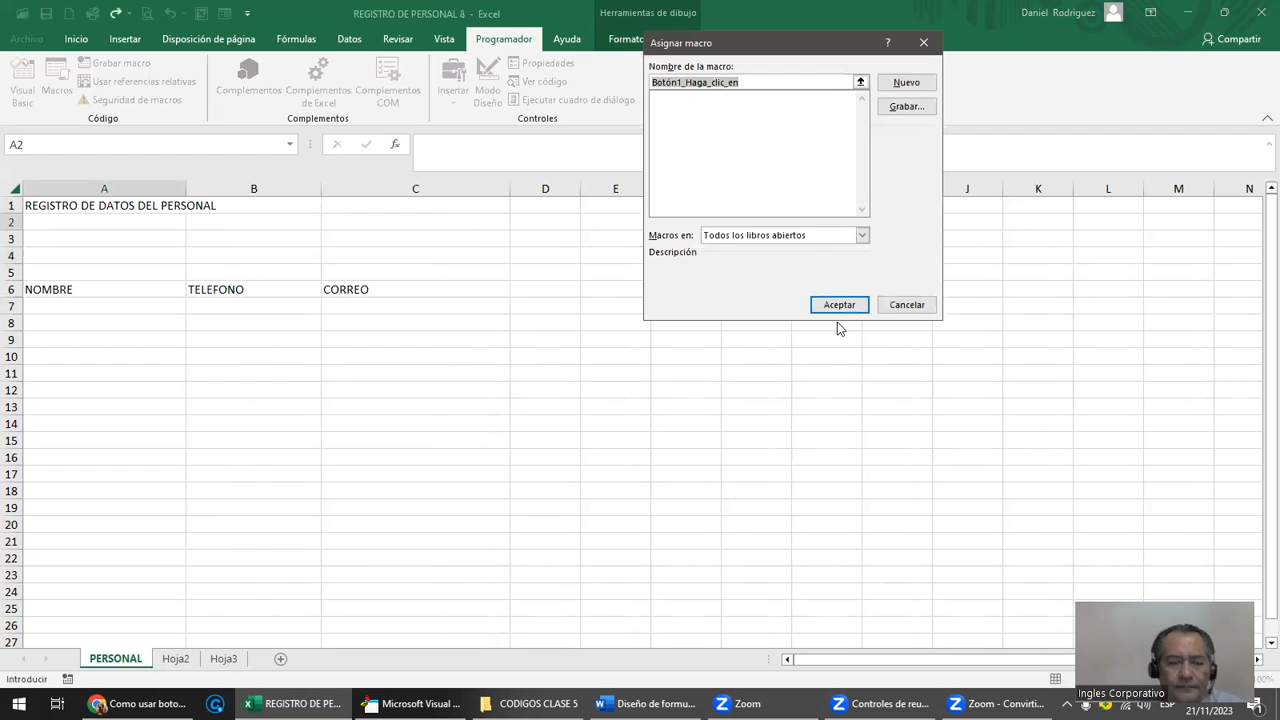 REGISTRO DE PERSONAL 8 - Excel
Herramientas de dibujo
Daniel Rodriguez
Archivo
Inicio
Insertar
Disposición de página
Fórmulas
Datos
Revisar
Vista
Programador
Ayuda
Formato
Compartir
Visual Basic
Macros
Grabar macro
Usar referencias relativas
Seguridad de macros
Código
Complementos
Complementos de Excel
Complementos COM
Complementos
Insertar
Modo Diseño
Propiedades
Ver código
Ejecutar cuadro de diálogo
Controles
Asignar macro
?
Nombre de la macro:
Botón1_Haga_clic_en
Nuevo
Grabar...
Macros en:
Todos los libros abiertos
Descripción
Aceptar
Cancelar
A2
fx
A B C D E J K L M N
1 REGISTRO DE DATOS DEL PERSONAL
2
3
4
5
6 NOMBRE TELEFONO CORREO
7
8
9
10
11
12
13
14
15
16
17
18
19
20
21
22
23
24
25
26
27
PERSONAL
Hoja2
Hoja3
Introducir
100%
Ingles Corporativo
Como usar boto...
REGISTRO DE PE...
Microsoft Visual ...
CODIGOS CLASE 5
Diseño de formu...
Zoom
Controles de reu...
Zoom - Convirti...
ESP
21/11/2023